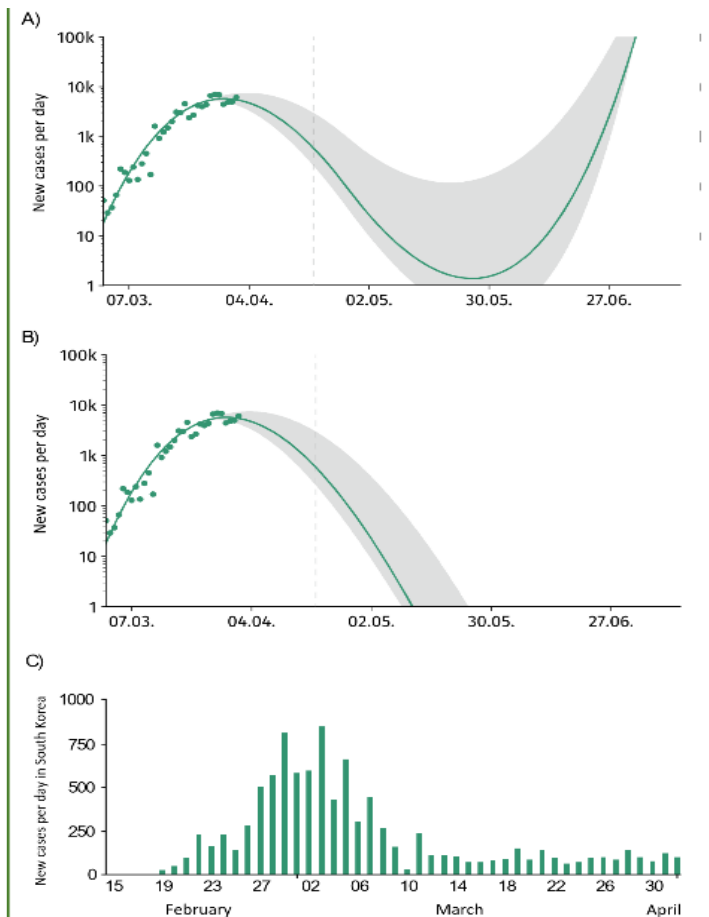 A)
New cases per day
100k
10k
1k
100
10
1
07.03. 04.04. 02.05. 30.05. 27.06.
B)
New cases per day
100k
10k
1k
100
10
1
07.03. 04.04. 02.05. 30.05. 27.06.
C)
New cases per day in South Korea
1000
750
500
250
0
15 19 23 27 02 06 10 14 18 22 26 30
February March April